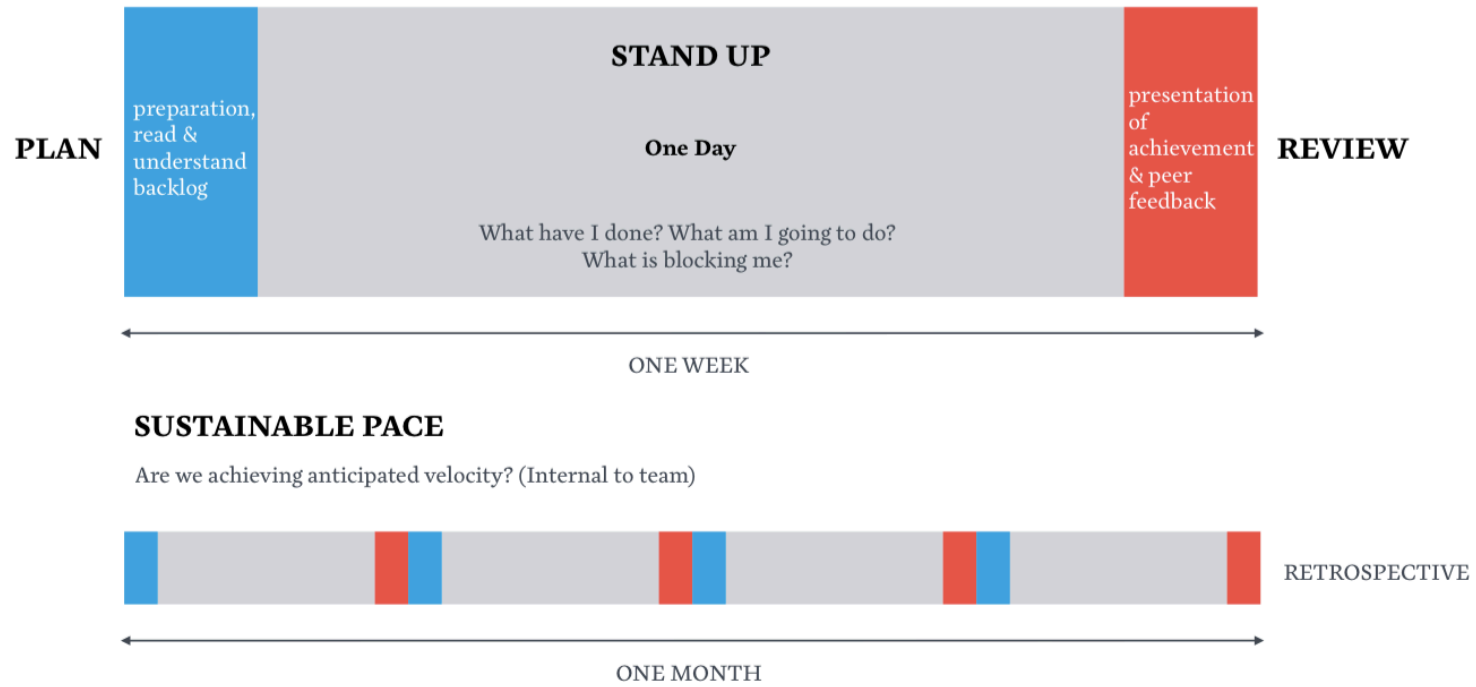 STAND UP
PLAN
preparation,
read &
understand
backlog
One Day
What have I done? What am I going to do?
What is blocking me?
presentation
of
achievement
& peer
feedback
REVIEW
ONE WEEK
SUSTAINABLE PACE
Are we achieving anticipated velocity? (Internal to team)
RETROSPECTIVE
ONE MONTH